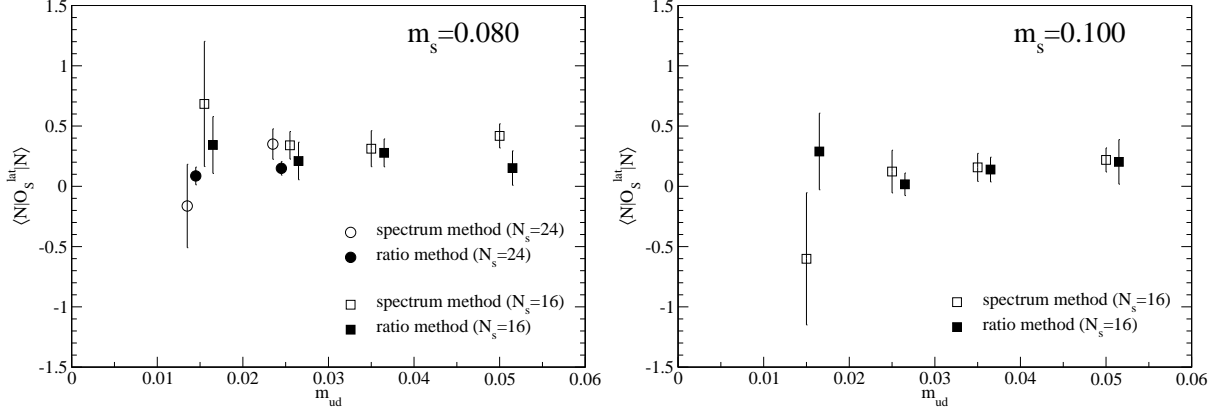 m_s=0.080
⟨N|O_S^lat|N⟩
1.5
1
0.5
0
-0.5
-1
-1.5
spectrum method (N_s=24)
ratio method (N_s=24)
spectrum method (N_s=16)
ratio method (N_s=16)
0 0.01 0.02 0.03 0.04 0.05 0.06
m_ud
m_s=0.100
⟨N|O_S^lat|N⟩
1.5
1
0.5
0
-0.5
-1
-1.5
spectrum method (N_s=16)
ratio method (N_s=16)
0 0.01 0.02 0.03 0.04 0.05 0.06
m_ud